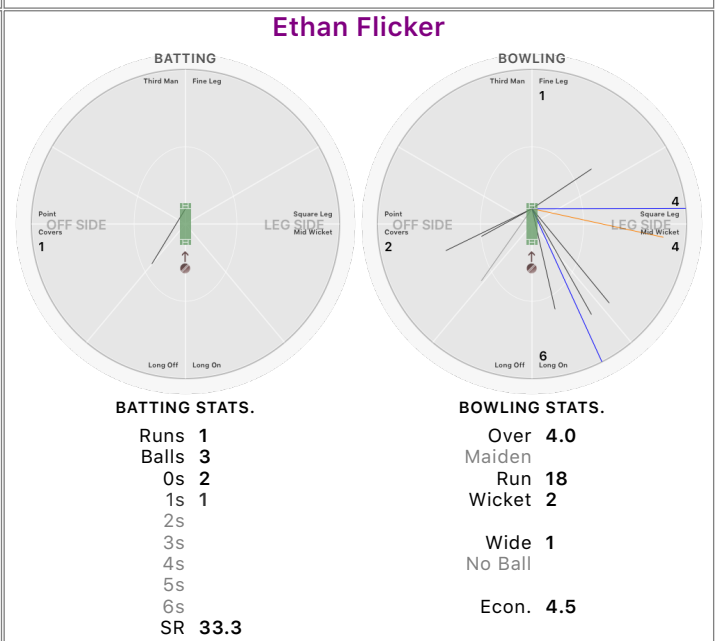 Ethan Flicker
BATTING
Third Man Fine Leg
Point
OFF SIDE
Covers
1
Square Leg
LEG SIDE
Mid Wicket
Long Off Long On
BATTING STATS.
Runs 1
Balls 3
0s 2
1s 1
2s
3s
4s
5s
6s
SR 33.3
BOWLING
Third Man Fine Leg
1
Point
OFF SIDE
Covers
2
4
Square Leg
LEG SIDE
Mid Wicket
4
6
Long Off Long On
BOWLING STATS.
Over 4.0
Maiden
Run 18
Wicket 2
Wide 1
No Ball
Econ. 4.5